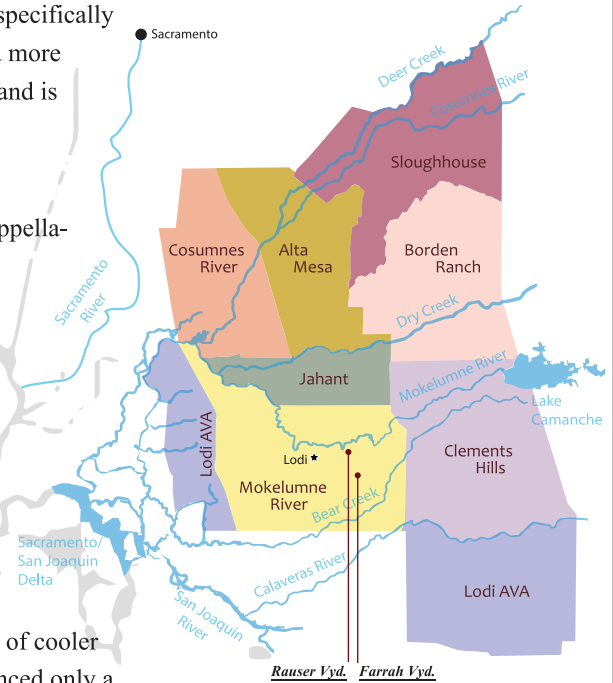 specifically
more
and is
ppella-
of cooler
nced only a
Sacramento
Deer Creek
Cosumnes River
Sloughhouse
Cosumnes
River
Alta
Mesa
Borden
Ranch
Sacramento
River
Dry Creek
Jahant
Mokelumne River
Lake
Camanche
Lodi AVA
Lodi
Clements
Hills
Mokelumne
River
Bear Creek
Sacramento/
San Joaquin
Delta
Calaveras River
San Joaquin
River
Lodi AVA
Rauser Vyd.
Farrah Vyd.